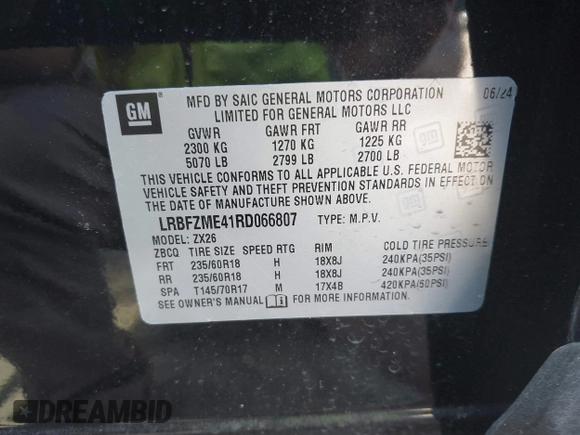 GM
MFD BY SAIC GENERAL MOTORS CORPORATION 06/24
LIMITED FOR GENERAL MOTORS LLC
GVWR GAWR FRT GAWR RR
2300 KG 1270 KG 1225 KG
5070 LB 2799 LB 2700 LB
THIS VEHICLE CONFORMS TO ALL APPLICABLE U.S. FEDERAL MOTOR
VEHICLE SAFETY AND THEFT PREVENTION STANDARDS IN EFFECT ON
THE DATE OF MANUFACTURE SHOWN ABOVE.
LRBFZME41RD066807 TYPE: M.P.V.
MODEL: ZX26
ZBCQ TIRE SIZE SPEED RTG RIM COLD TIRE PRESSURE
FRT 235/60R18 H 18X8J 240KPA(35PSI)
RR 235/60R18 H 18X8J 240KPA(35PSI)
SPA T145/70R17 M 17X4B 420KPA(60PSI)
SEE OWNER'S MANUAL FOR MORE INFORMATION.
DREAMBID